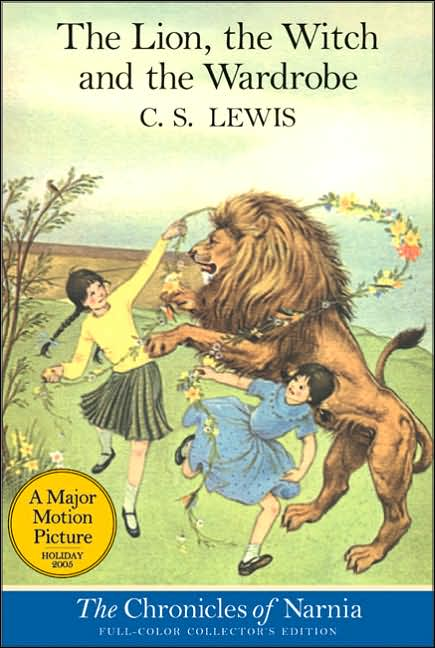 The Lion, the Witch
and the Wardrobe
C. S. LEWIS
A Major
Motion
Picture
HOLIDAY
2005
The Chronicles of Narnia
FULL-COLOR COLLECTOR'S EDITION